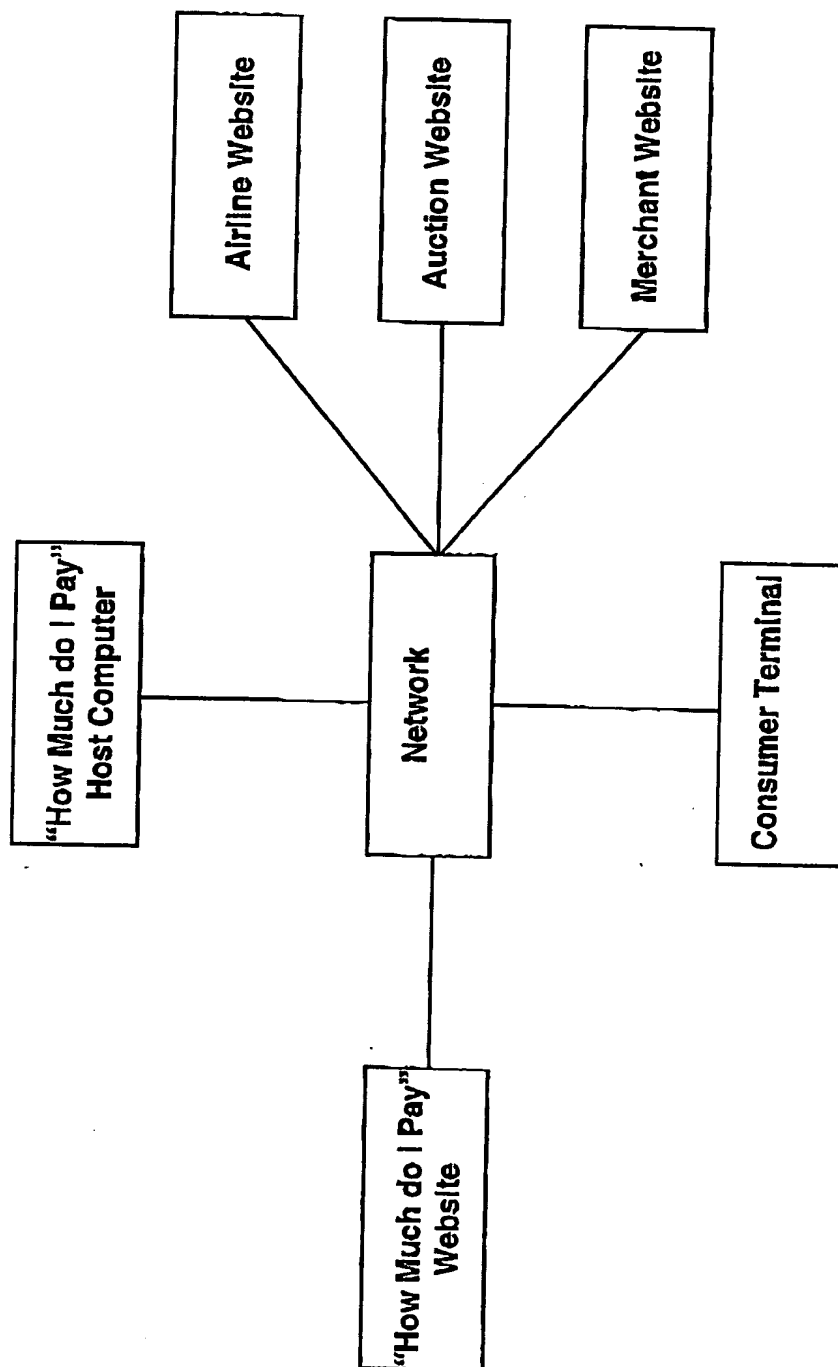 "How Much do I Pay"
Website
"How Much do I Pay"
Host Computer
Network
Consumer Terminal
Airline Website
Auction Website
Merchant Website